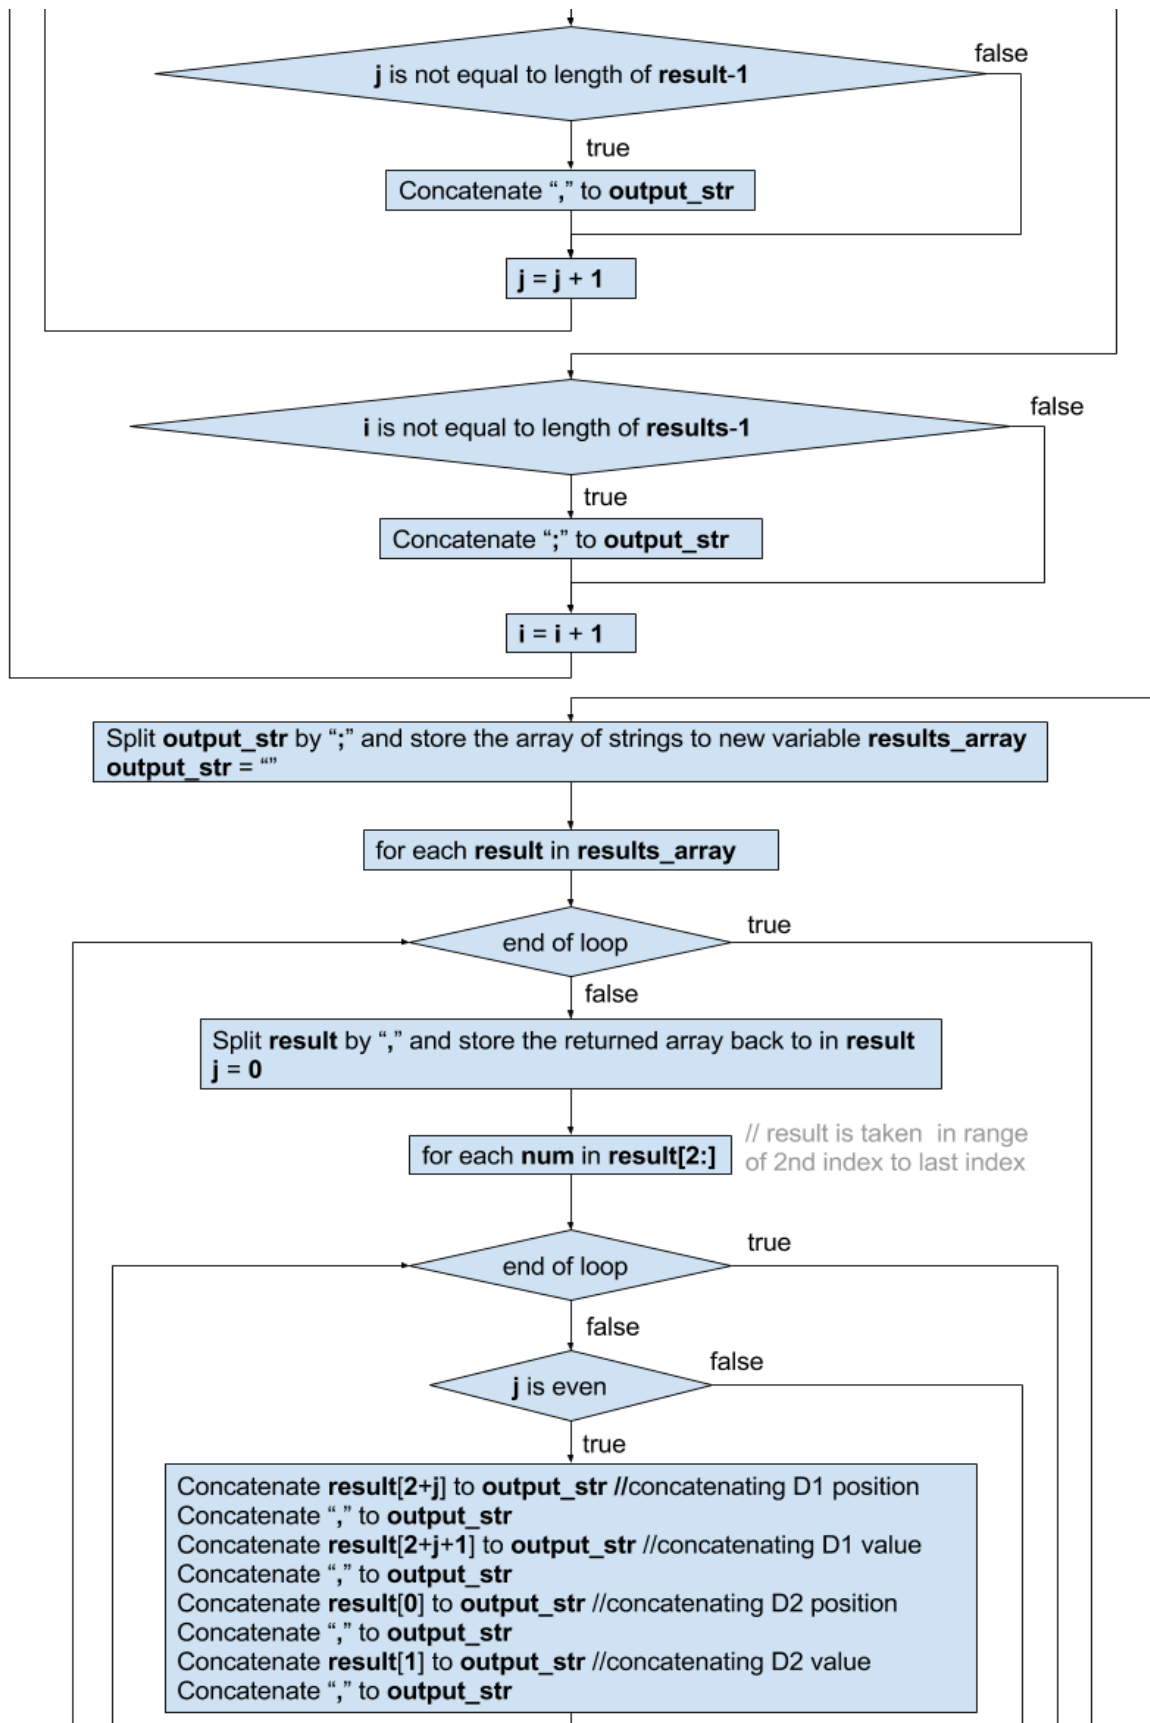 false
j is not equal to length of result-1
true
Concatenate “,” to output_str
j = j + 1
false
i is not equal to length of results-1
true
Concatenate “;” to output_str
i = i + 1
Split output_str by “;” and store the array of strings to new variable results_array
output_str = “”
for each result in results_array
true
end of loop
false
Split result by “,” and store the returned array back to in result
j = 0
for each num in result[2:]
// result is taken in range
of 2nd index to last index
true
end of loop
false
false
j is even
true
Concatenate result[2+j] to output_str //concatenating D1 position
Concatenate “,” to output_str
Concatenate result[2+j+1] to output_str //concatenating D1 value
Concatenate “,” to output_str
Concatenate result[0] to output_str //concatenating D2 position
Concatenate “,” to output_str
Concatenate result[1] to output_str //concatenating D2 value
Concatenate “,” to output_str